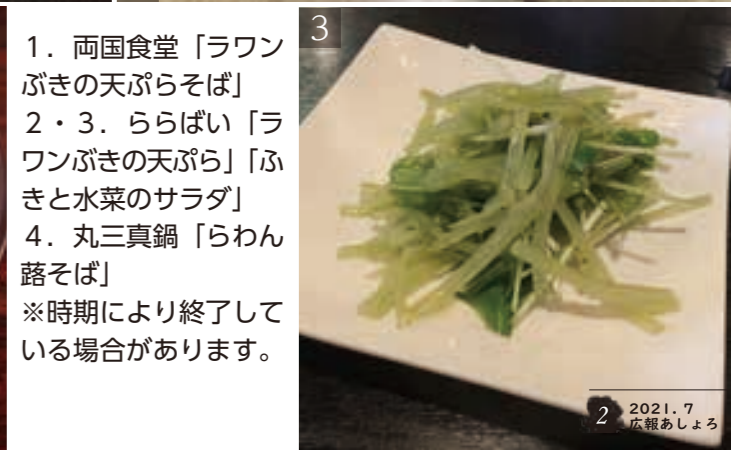 1．両国食堂「ラワン
ぶきの天ぷらそば」
2・3．ららばい「ラ
ワンぶきの天ぷら」「ふ
きと水菜のサラダ」
4．丸三真鍋「らわん
蕗そば」
※時期により終了して
いる場合があります。
3
2 2021.7
広報あしょろ